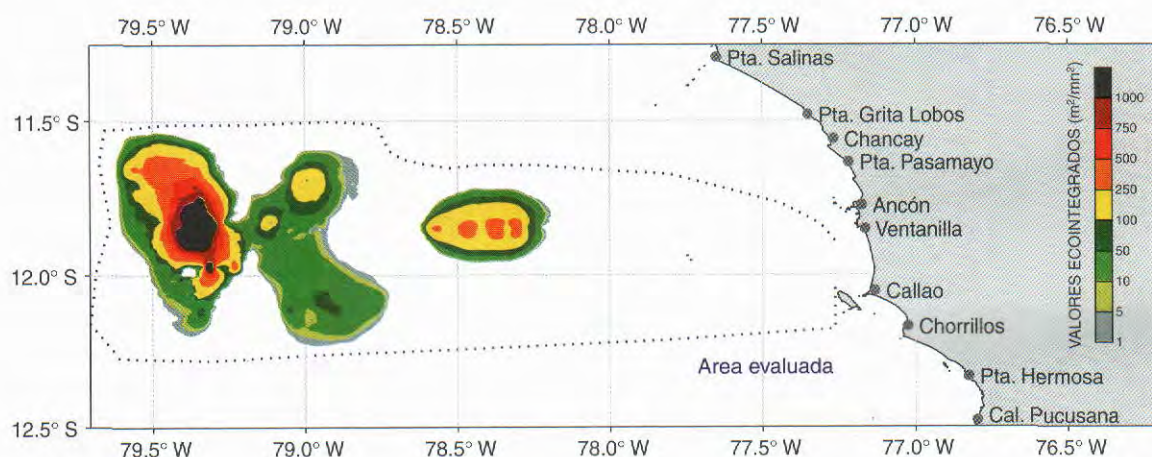 79.5° W 79.0° W 78.5° W 78.0° W 77.5° W 77.0° W 76.5° W
11.5° S
12.0° S
12.5° S
Pta. Salinas
Pta. Grita Lobos
Chancay
Pta. Pasamayo
Ancón
Ventanilla
Callao
Chorrillos
Pta. Hermosa
Cal. Pucusana
Area evaluada
VALORES ECOINTEGRADOS (m²/mn²)
1000
750
500
250
100
50
10
5
1
79.5° W 79.0° W 78.5° W 78.0° W 77.5° W 77.0° W 76.5° W